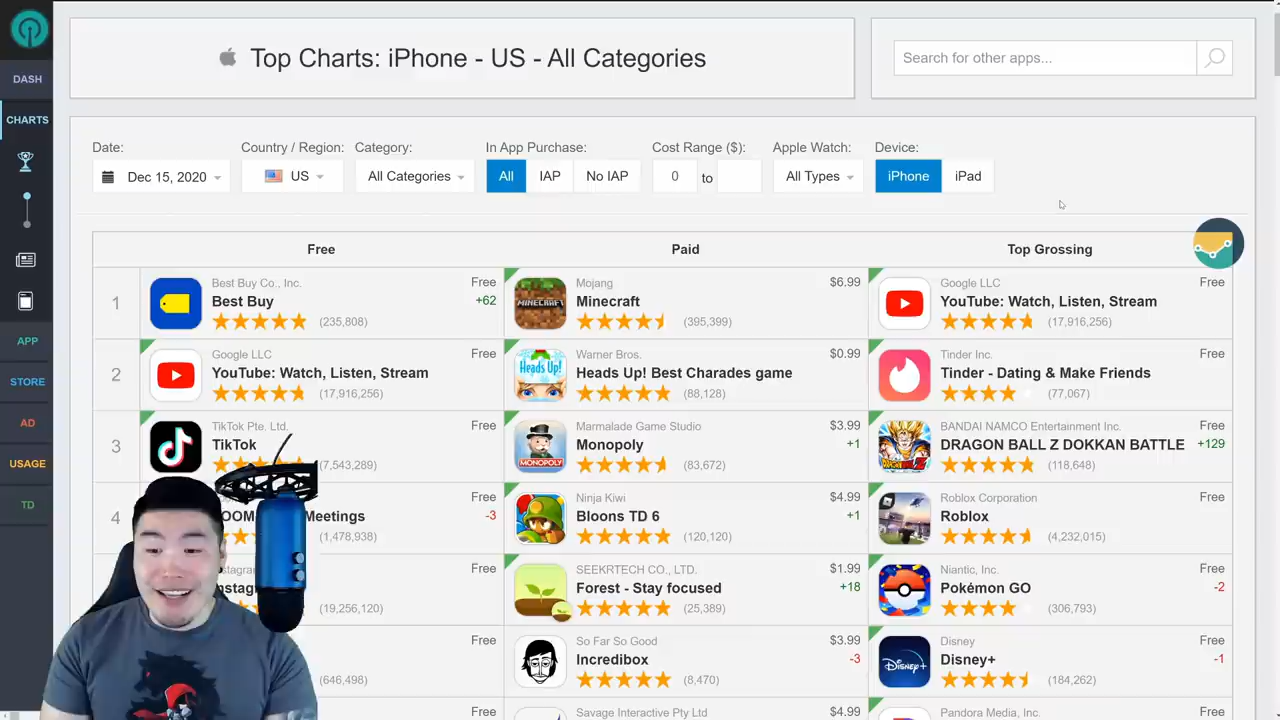 Top Charts: iPhone - US - All Categories
Search for other apps...
DASH
CHARTS
APP
STORE
AD
USAGE
TD
Date:
Country / Region:
Category:
In App Purchase:
Cost Range ($):
Apple Watch:
Device:
Dec 15, 2020
US
All Categories
All
IAP
No IAP
0
to
All Types
iPhone
iPad
Free
Paid
Top Grossing
1
Best Buy Co., Inc.
Free
Best Buy
+62
(235,808)
Mojang
$6.99
Minecraft
(395,399)
MINECRAFT
Google LLC
Free
YouTube: Watch, Listen, Stream
(17,916,256)
2
Google LLC
Free
YouTube: Watch, Listen, Stream
(17,916,256)
Warner Bros.
$0.99
Heads Up! Best Charades game
(88,128)
Heads Up!
Tinder Inc.
Free
Tinder - Dating & Make Friends
(77,067)
3
TikTok Pte. Ltd.
Free
TikTok
(7,543,289)
Marmalade Game Studio
$3.99
Monopoly
+1
(83,672)
MONOPOLY
BANDAI NAMCO Entertainment Inc.
Free
DRAGON BALL Z DOKKAN BATTLE
+129
(118,648)
4
Free
Meetings
-3
(1,478,938)
Ninja Kiwi
$4.99
Bloons TD 6
+1
(120,120)
Roblox Corporation
Free
Roblox
(4,232,015)
Free
(19,256,120)
SEEKRTECH CO., LTD.
$1.99
Forest - Stay focused
+18
(25,389)
Niantic, Inc.
Free
Pokémon GO
-2
(306,793)
Free
(646,498)
So Far So Good
$3.99
Incredibox
-3
(8,470)
Disney
Free
Disney+
-1
(184,262)
Disney+
Free
Savage Interactive Pty Ltd
$4.99
Pandora Media, Inc.
Free